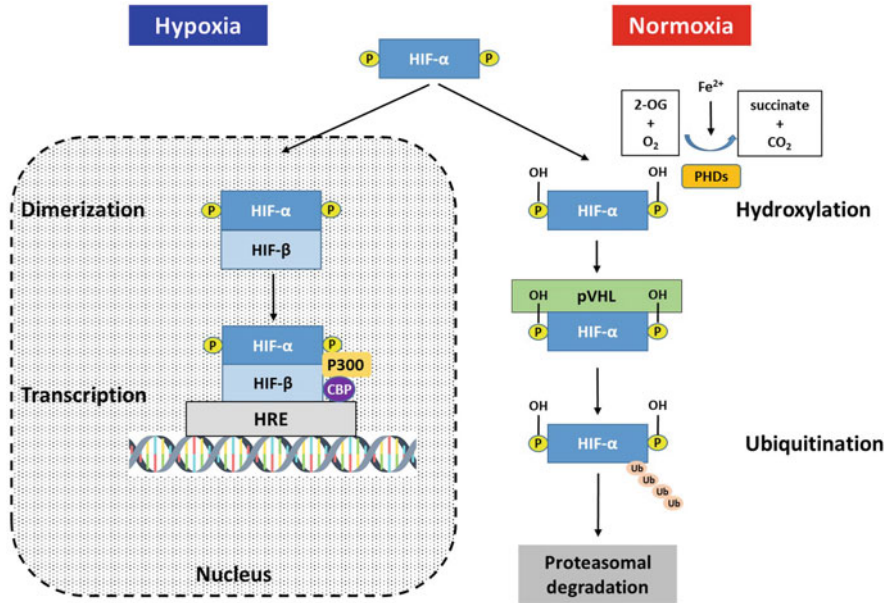 Hypoxia
Normoxia
P HIF-α P
Fe²⁺
2-OG
+
O₂
succinate
+
CO₂
PHDs
Dimerization
P HIF-α P
HIF-β
OH OH
P HIF-α P
Hydroxylation
OH pVHL OH
P HIF-α P
Transcription
P HIF-α P
P300
HIF-β
CBP
HRE
OH OH
P HIF-α P
Ubiquitination
Ub
Ub
Ub
Ub
Nucleus
Proteasomal
degradation